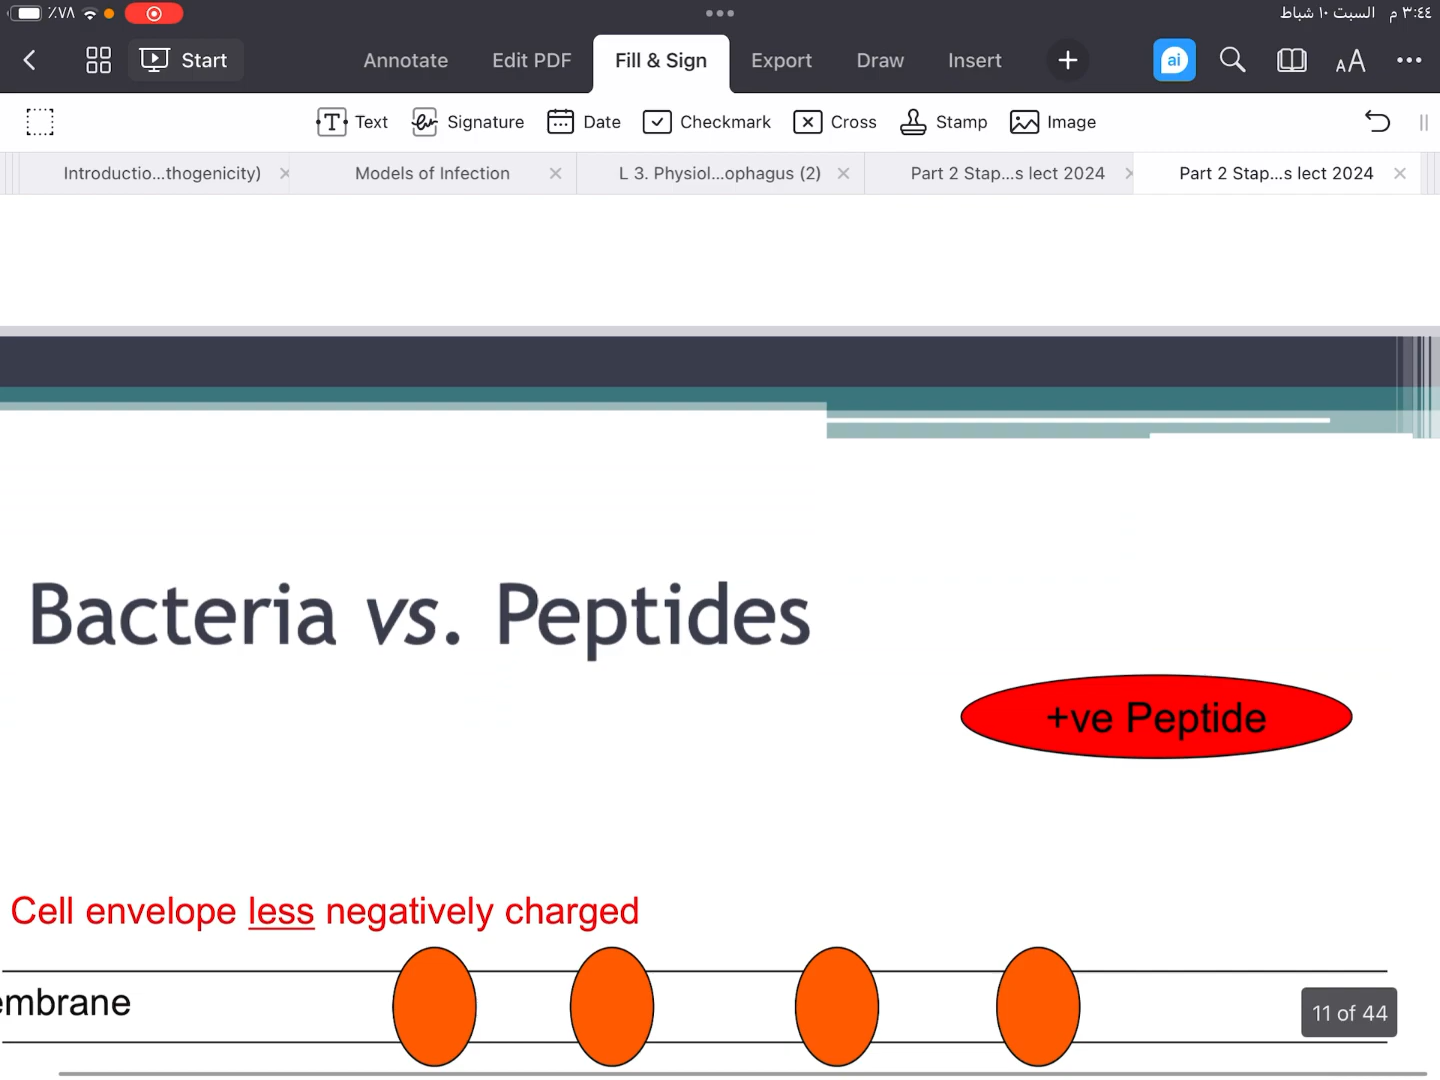 ٪٧٨
السبت ١٠ شباط ٣:٤٤ م
Start
Annotate
Edit PDF
Fill & Sign
Export
Draw
Insert
ai
AA
Text
Signature
Date
Checkmark
Cross
Stamp
Image
Introductio...thogenicity)
Models of Infection
L 3. Physiol...ophagus (2)
Part 2 Stap...s lect 2024
Part 2 Stap...s lect 2024
Bacteria vs. Peptides
+ve Peptide
Cell envelope less negatively charged
embrane
11 of 44